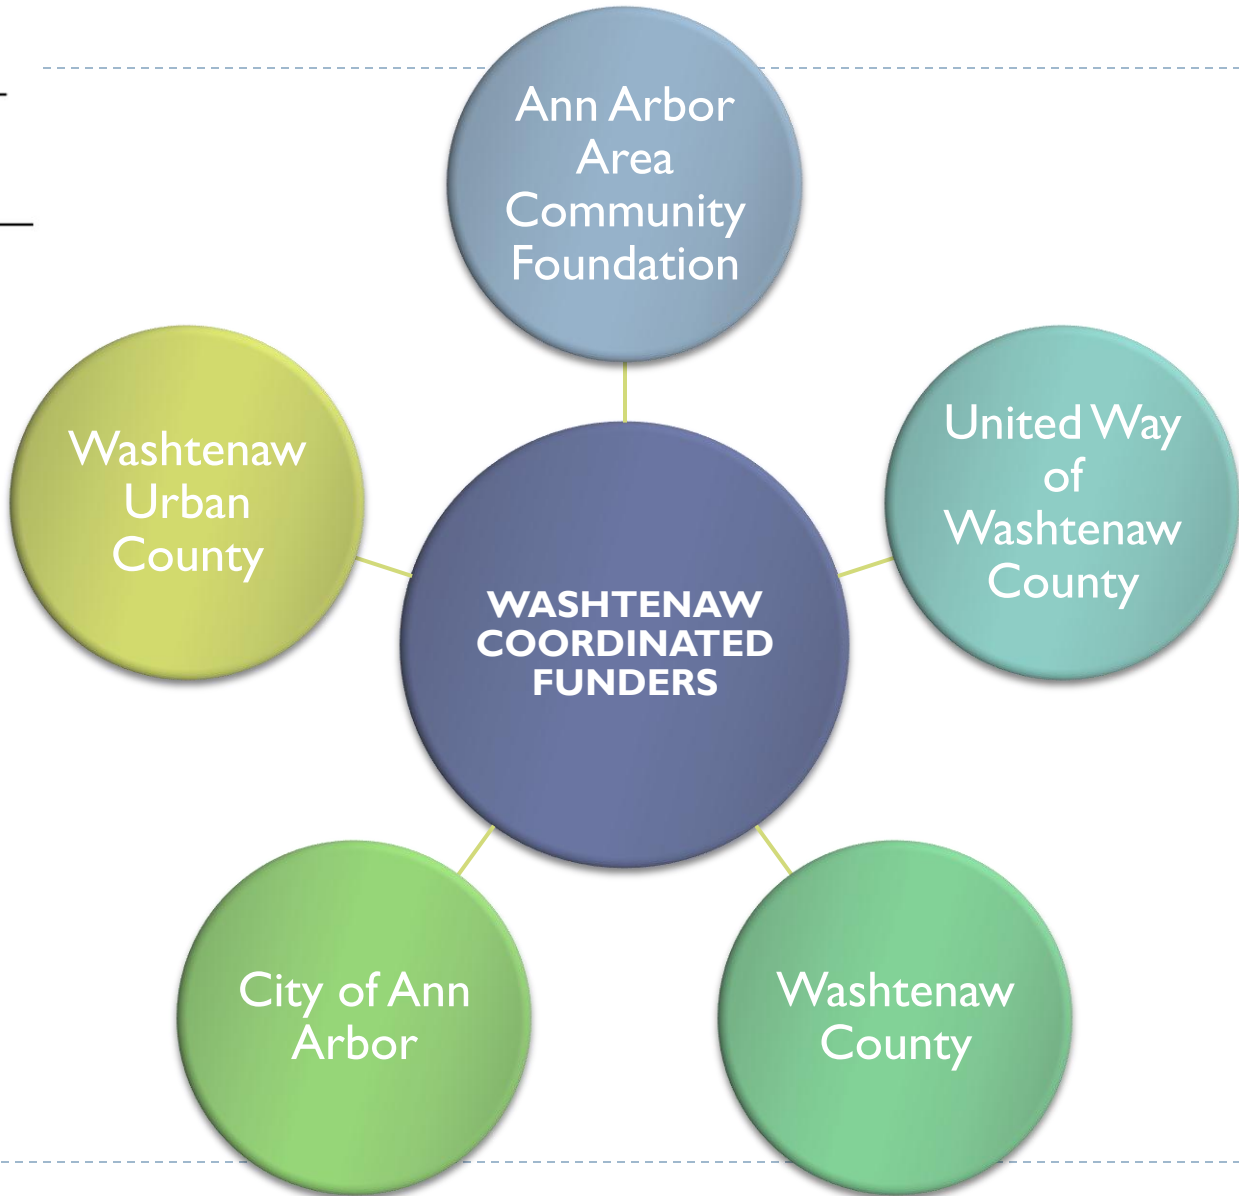 Ann Arbor
Area
Community
Foundation
United Way
of
Washtenaw
County
Washtenaw
County
City of Ann
Arbor
Washtenaw
Urban
County
WASHTENAW
COORDINATED
FUNDERS